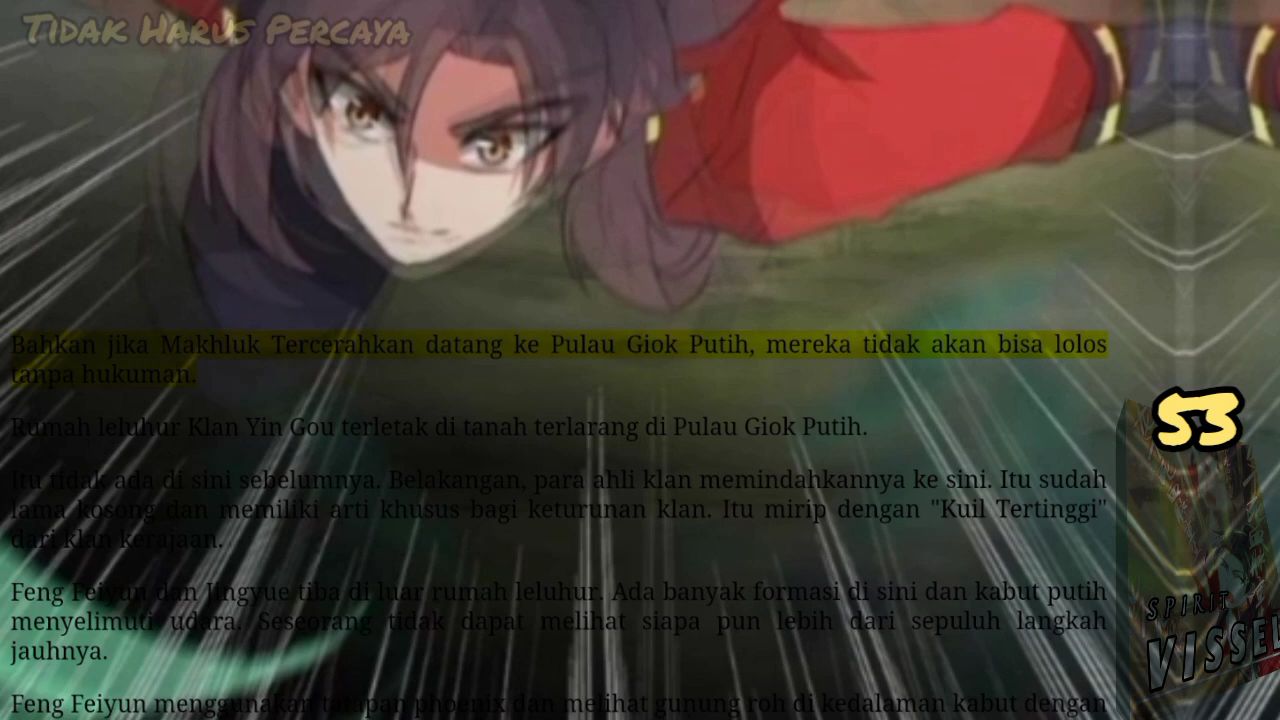 Tidak Harus Percaya
Bahkan jika Makhluk Tercerahkan datang ke Pulau Giok Putih, mereka tidak akan bisa lolos
tanpa hukuman.
Rumah leluhur Klan Yin Gou terletak di tanah terlarang di Pulau Giok Putih.
Itu tidak ada di sini sebelumnya. Belakangan, para ahli klan memindahkannya ke sini. Itu sudah
lama kosong dan memiliki arti khusus bagi keturunan klan. Itu mirip dengan "Kuil Tertinggi"
dari klan kerajaan.
Feng Feiyun dan Jingyue tiba di luar rumah leluhur. Ada banyak formasi di sini dan kabut putih
menyelimuti udara. Seseorang tidak dapat melihat siapa pun lebih dari sepuluh langkah
jauhnya.
Feng Feiyun menggunakan tatapan phoenix dan melihat gunung roh di kedalaman kabut dengan
53
SPIRIT
VISSEL